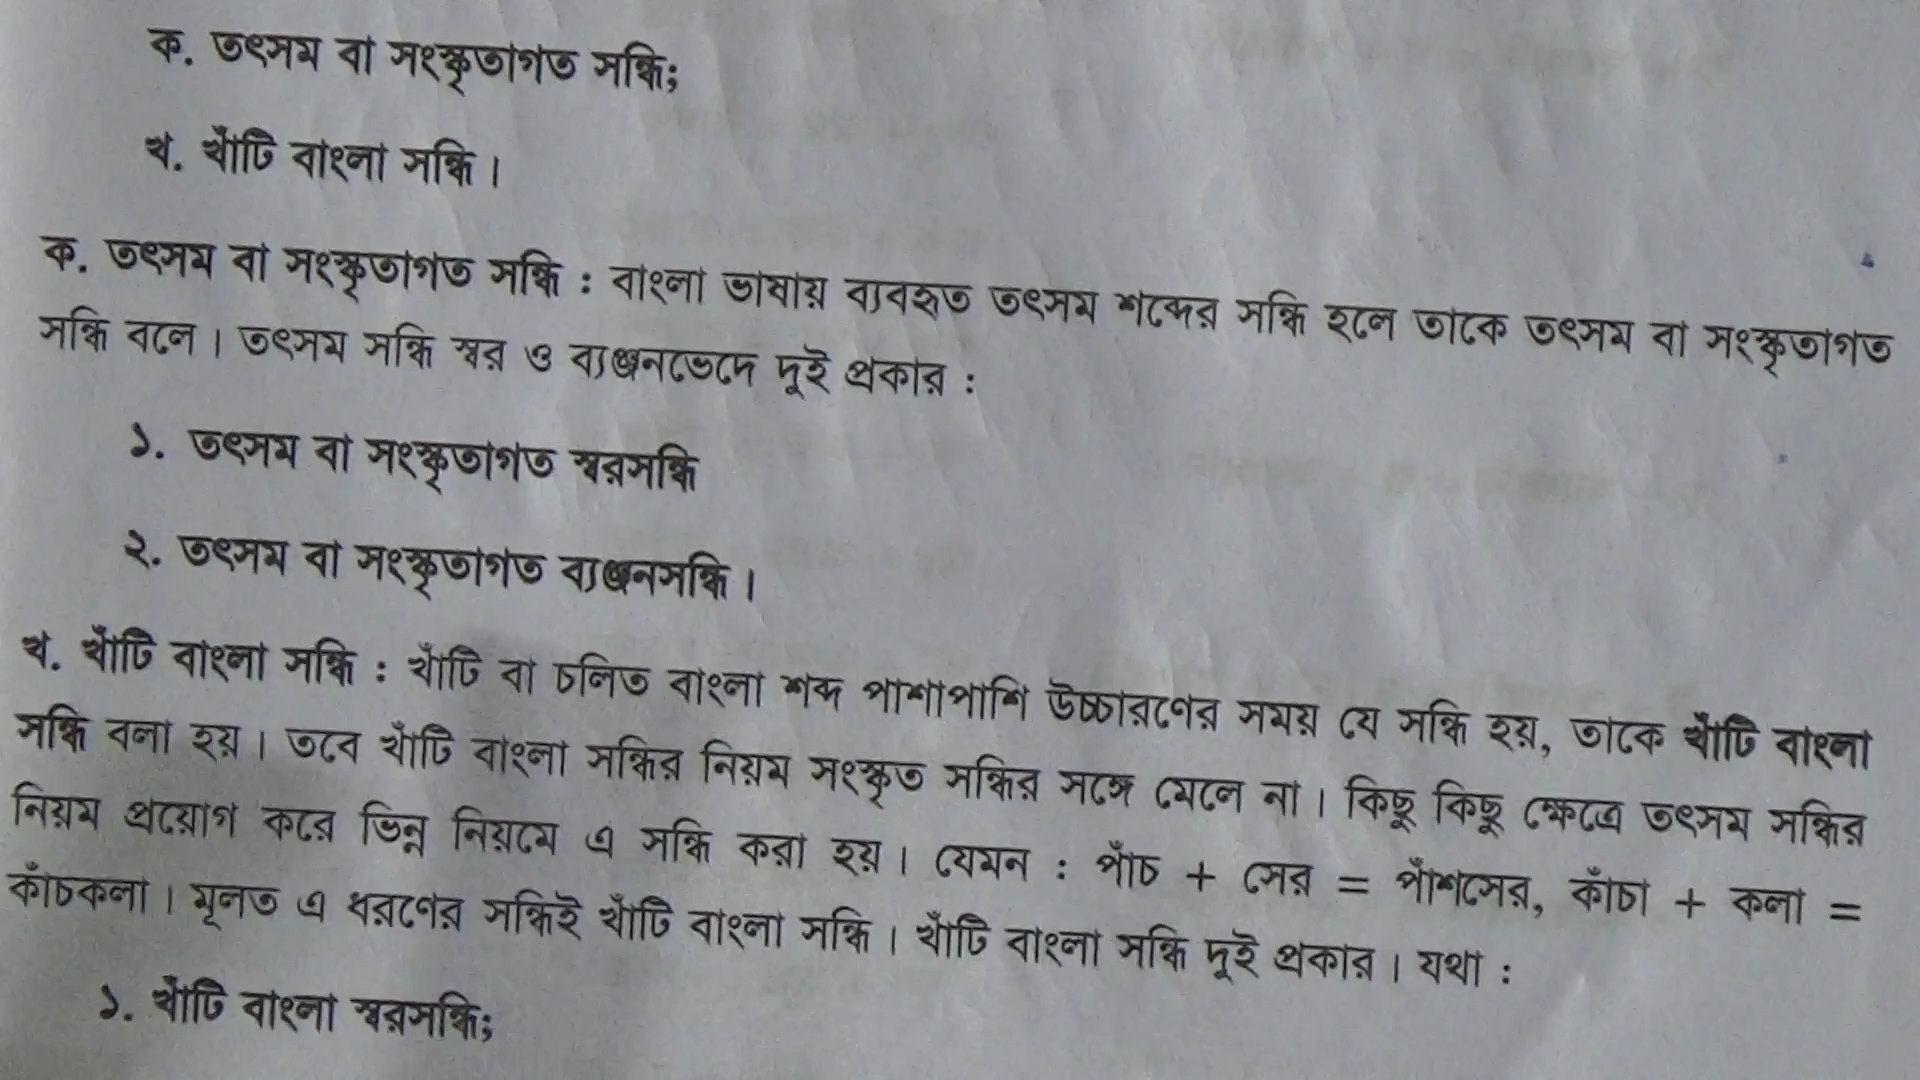 ক. তৎসম বা সংস্কৃতাগত সন্ধি;
খ. খাঁটি বাংলা সন্ধি।
ক. তৎসম বা সংস্কৃতাগত সন্ধি : বাংলা ভাষায় ব্যবহৃত তৎসম শব্দের সন্ধি হলে তাকে তৎসম বা সংস্কৃতাগত
সন্ধি বলে। তৎসম সন্ধি স্বর ও ব্যঞ্জনভেদে দুই প্রকার :
১. তৎসম বা সংস্কৃতাগত স্বরসন্ধি
২. তৎসম বা সংস্কৃতাগত ব্যঞ্জনসন্ধি।
খ. খাঁটি বাংলা সন্ধি : খাঁটি বা চলিত বাংলা শব্দ পাশাপাশি উচ্চারণের সময় যে সন্ধি হয়, তাকে খাঁটি বাংলা
সন্ধি বলা হয়। তবে খাঁটি বাংলা সন্ধির নিয়ম সংস্কৃত সন্ধির সঙ্গে মেলে না। কিছু কিছু ক্ষেত্রে তৎসম সন্ধির
নিয়ম প্রয়োগ করে ভিন্ন নিয়মে এ সন্ধি করা হয়। যেমন : পাঁচ + সের = পাঁশসের, কাঁচা + কলা =
কাঁচকলা। মূলত এ ধরণের সন্ধিই খাঁটি বাংলা সন্ধি। খাঁটি বাংলা সন্ধি দুই প্রকার। যথা :
১. খাঁটি বাংলা স্বরসন্ধি;